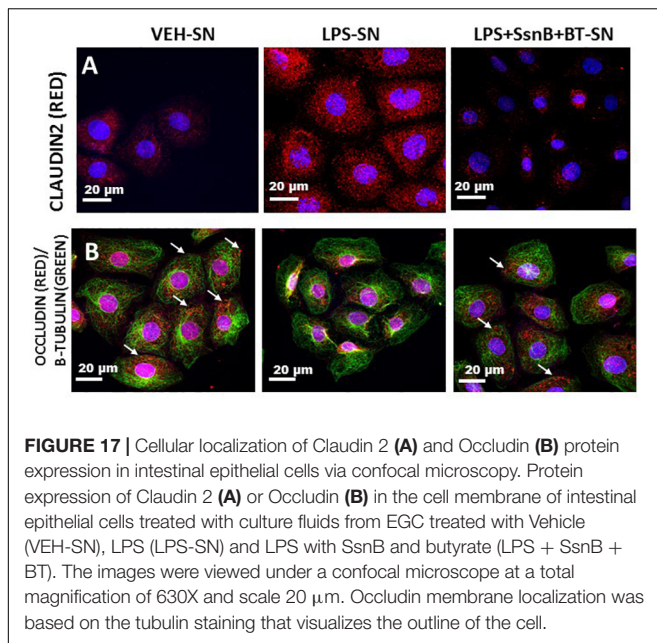 VEH-SN LPS-SN LPS+SsnB+BT-SN
CLAUDIN2 (RED)
A
20 µm 20 µm 20 µm
OCCLUDIN (RED)/
B-TUBULIN (GREEN)
B
20 µm 20 µm 20 µm
FIGURE 17 | Cellular localization of Claudin 2 (A) and Occludin (B) protein
expression in intestinal epithelial cells via confocal microscopy. Protein
expression of Claudin 2 (A) or Occludin (B) in the cell membrane of intestinal
epithelial cells treated with culture fluids from EGC treated with Vehicle
(VEH-SN), LPS (LPS-SN) and LPS with SsnB and butyrate (LPS + SsnB +
BT). The images were viewed under a confocal microscope at a total
magnification of 630X and scale 20 µm. Occludin membrane localization was
based on the tubulin staining that visualizes the outline of the cell.